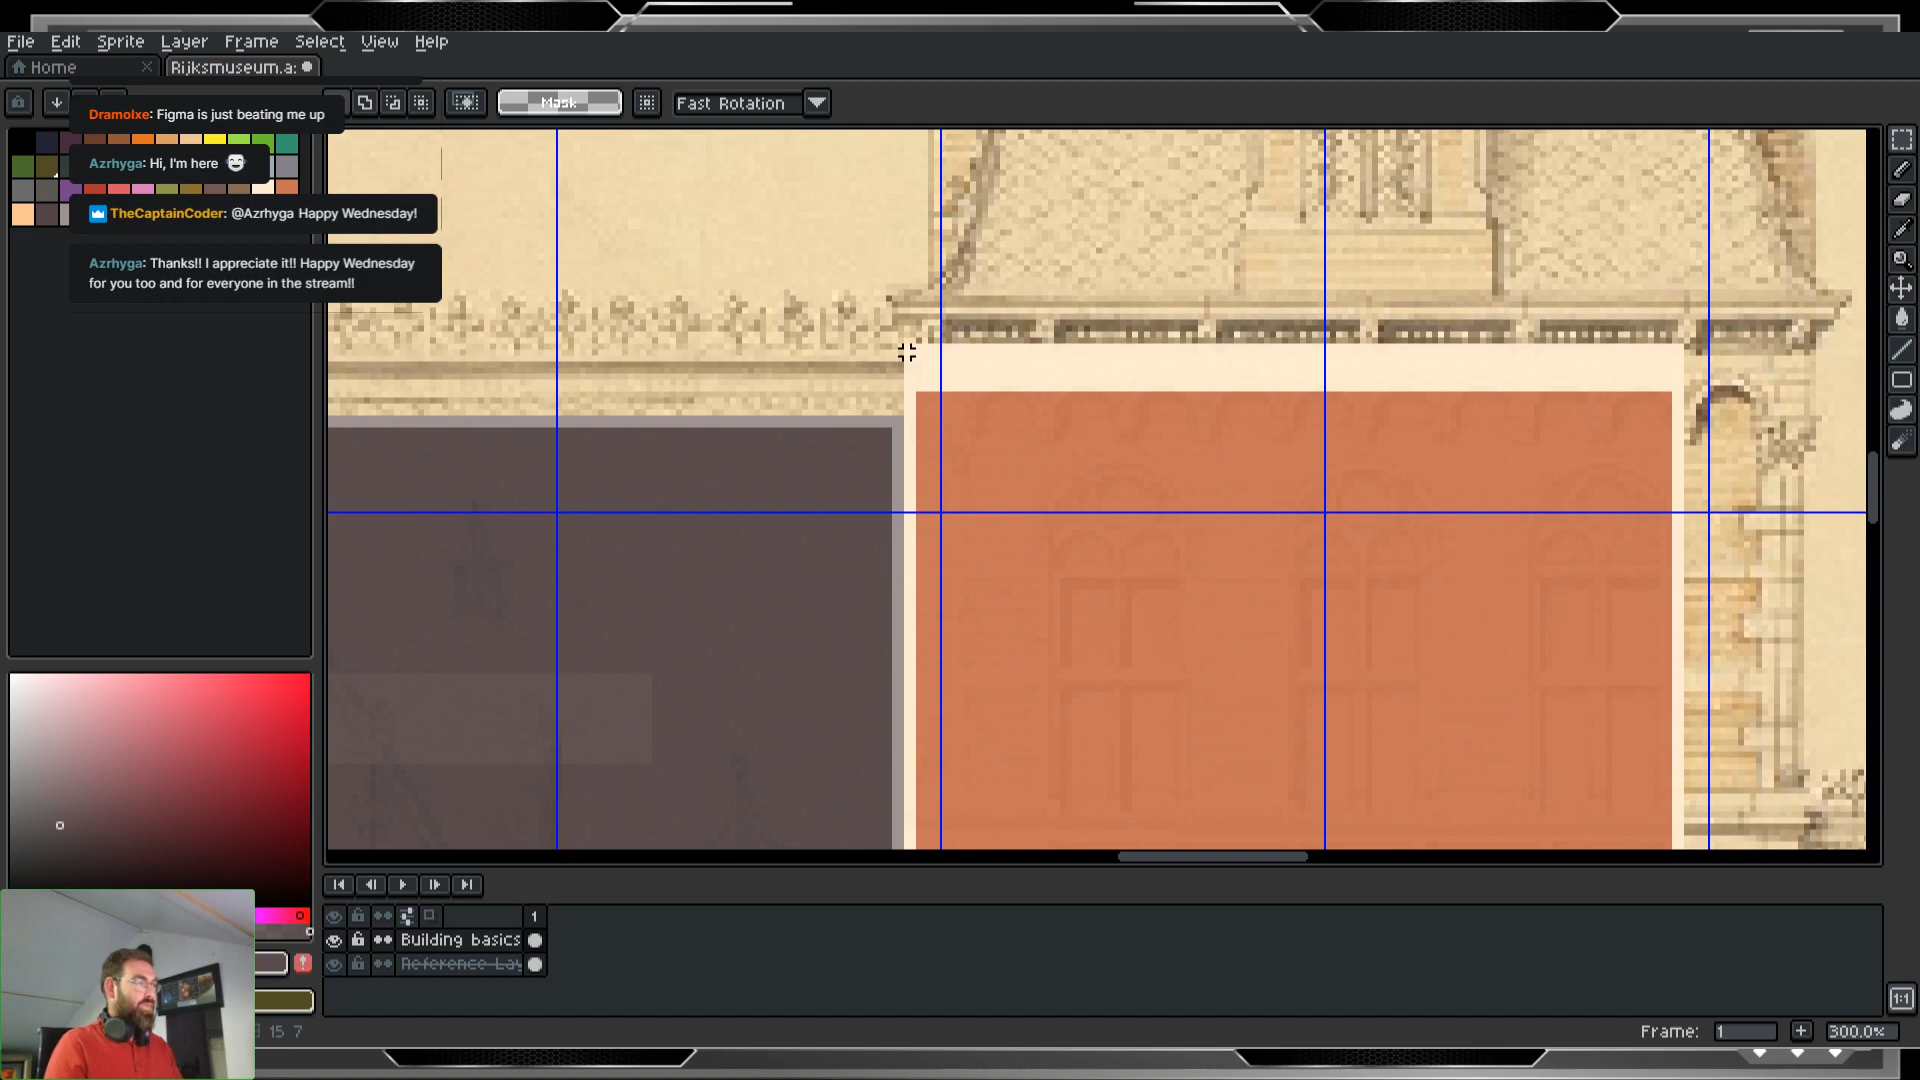 File Edit Sprite Layer Frame Select View Help
Home
Rijksmuseum.a:
Mask
Fast Rotation
Dramolxe: Figma is just beating me up
Azrhyga: Hi, I'm here
TheCaptainCoder: @Azrhyga Happy Wednesday!
Azrhyga: Thanks!! I appreciate it!! Happy Wednesday
for you too and for everyone in the stream!!
1
Building basics
Reference Lay
15 7
Frame: 1
300.0%
1:1